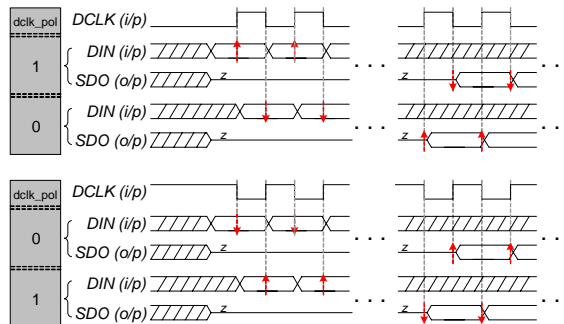 dclk_pol DCLK (i/p)
1 DIN (i/p)
. . . . .
SDO (o/p) z z
0 DIN (i/p)
. . . . .
SDO (o/p) z z
dclk_pol DCLK (i/p)
0 DIN (i/p)
. . . . .
SDO (o/p) z z
1 DIN (i/p)
. . . . .
SDO (o/p) z z